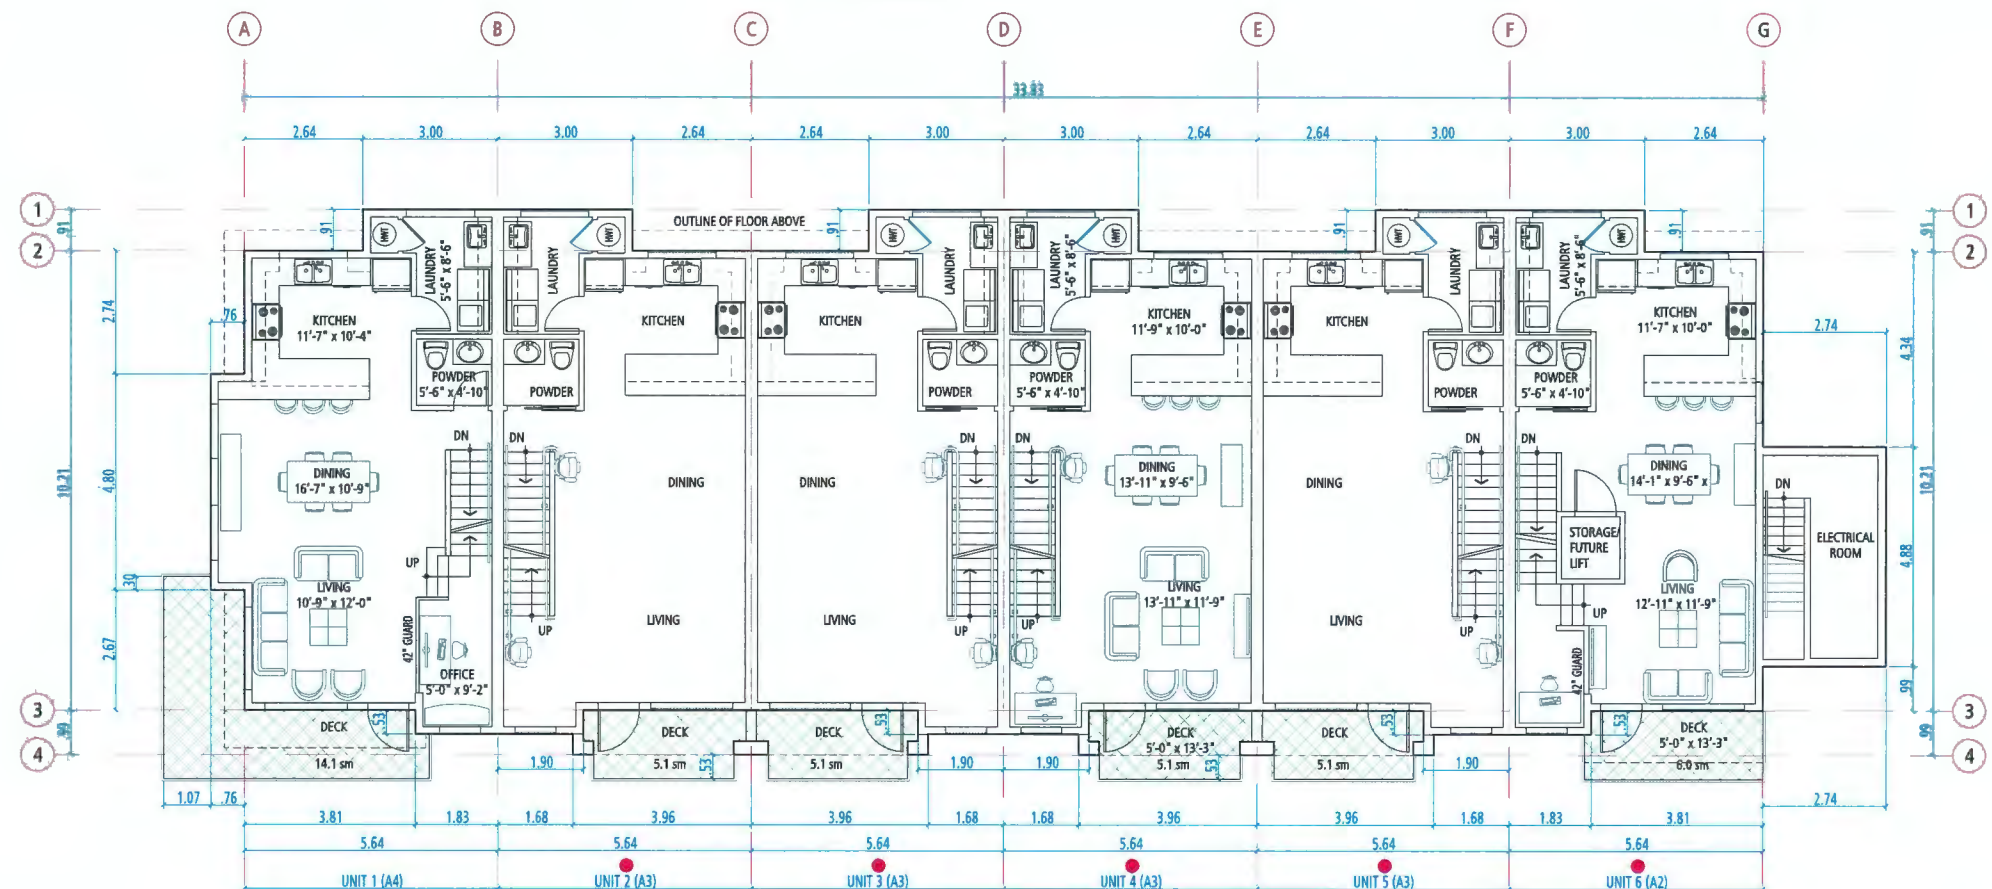 A B C D E F G
33.83
2.64 3.00 3.00 2.64 2.64 3.00 3.00 2.64 2.64 3.00 3.00 2.64
1 .91 .91 OUTLINE OF FLOOR ABOVE .91 .91 .91 .91 1
2 2
HWT HWT HWT HWT HWT HWT
LAUNDRY
5'-6" x 8'-6"
LAUNDRY
LAUNDRY
LAUNDRY
5'-6" x 8'-6"
LAUNDRY
LAUNDRY
5'-6" x 8'-6"
2.74 .76 2.74 4.34
KITCHEN
11'-7" x 10'-4"
KITCHEN
KITCHEN
KITCHEN
11'-9" x 10'-0"
KITCHEN
KITCHEN
11'-7" x 10'-0"
POWDER
5'-6" x 4'-10"
POWDER
POWDER
POWDER
5'-6" x 4'-10"
POWDER
POWDER
5'-6" x 4'-10"
DN DN DN DN DN DN DN
10.21 4.80
DINING
16'-7" x 10'-9"
DINING
DINING
DINING
13'-11" x 9'-6"
DINING
DINING
14'-1" x 9'-6" x
10.21
STORAGE/
FUTURE
LIFT
ELECTRICAL
ROOM
4.88
.30
UP UP UP UP UP UP
LIVING
10'-9" x 12'-0"
LIVING
LIVING
LIVING
13'-11" x 11'-9"
LIVING
LIVING
12'-11" x 11'-9"
2.67
42" GUARD
42" GUARD
OFFICE
5'-0" x 9'-2"
.99
3 3
.99 .53 .53 .53 .53 .99
DECK
14.1 sm
DECK
5.1 sm
DECK
5.1 sm
DECK
5'-0" x 13'-3"
5.1 sm
DECK
5.1 sm
DECK
5'-0" x 13'-3"
6.0 sm
4 4
1.90 .53 1.90 1.90 .53 1.90
1.07 .76 2.74
3.81 1.83 1.68 3.96 3.96 1.68 1.68 3.96 3.96 1.68 1.83 3.81
5.64 5.64 5.64 5.64 5.64 5.64
UNIT 1 (A4) UNIT 2 (A3) UNIT 3 (A3) UNIT 4 (A3) UNIT 5 (A3) UNIT 6 (A2)